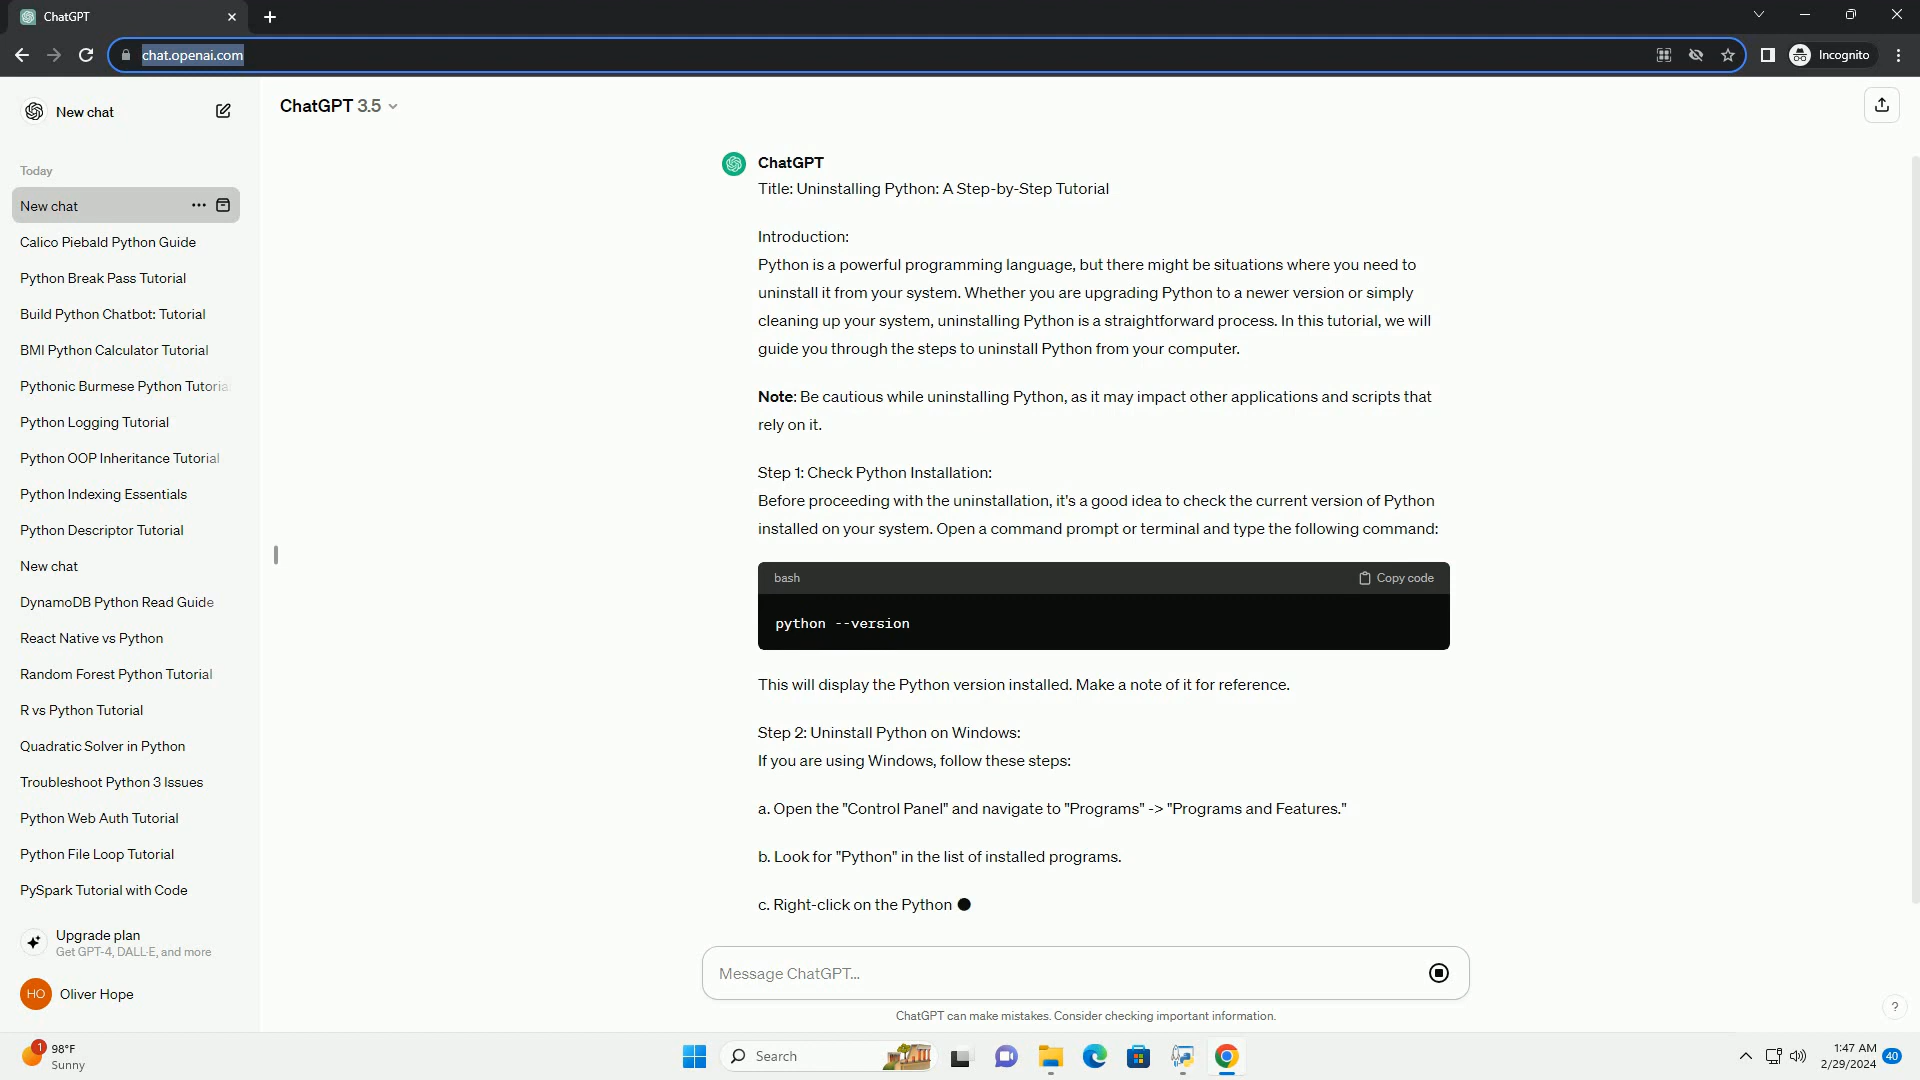 ChatGPT
chat.openai.com
Incognito
New chat
ChatGPT 3.5
Today
New chat
Calico Piebald Python Guide
Python Break Pass Tutorial
Build Python Chatbot: Tutorial
BMI Python Calculator Tutorial
Pythonic Burmese Python Tutoria
Python Logging Tutorial
Python OOP Inheritance Tutorial
Python Indexing Essentials
Python Descriptor Tutorial
New chat
DynamoDB Python Read Guide
React Native vs Python
Random Forest Python Tutorial
R vs Python Tutorial
Quadratic Solver in Python
Troubleshoot Python 3 Issues
Python Web Auth Tutorial
Python File Loop Tutorial
PySpark Tutorial with Code
Upgrade plan
Get GPT-4, DALL·E, and more
HO
Oliver Hope
ChatGPT
Title: Uninstalling Python: A Step-by-Step Tutorial
Introduction:
Python is a powerful programming language, but there might be situations where you need to
uninstall it from your system. Whether you are upgrading Python to a newer version or simply
cleaning up your system, uninstalling Python is a straightforward process. In this tutorial, we will
guide you through the steps to uninstall Python from your computer.
Note: Be cautious while uninstalling Python, as it may impact other applications and scripts that
rely on it.
Step 1: Check Python Installation:
Before proceeding with the uninstallation, it's a good idea to check the current version of Python
installed on your system. Open a command prompt or terminal and type the following command:
bash
Copy code
python --version
This will display the Python version installed. Make a note of it for reference.
Step 2: Uninstall Python on Windows:
If you are using Windows, follow these steps:
a. Open the "Control Panel" and navigate to "Programs" -> "Programs and Features."
b. Look for "Python" in the list of installed programs.
c. Right-click on the Python
Message ChatGPT...
ChatGPT can make mistakes. Consider checking important information.
?
1
98°F
Sunny
Search
1:47 AM
2/29/2024
40